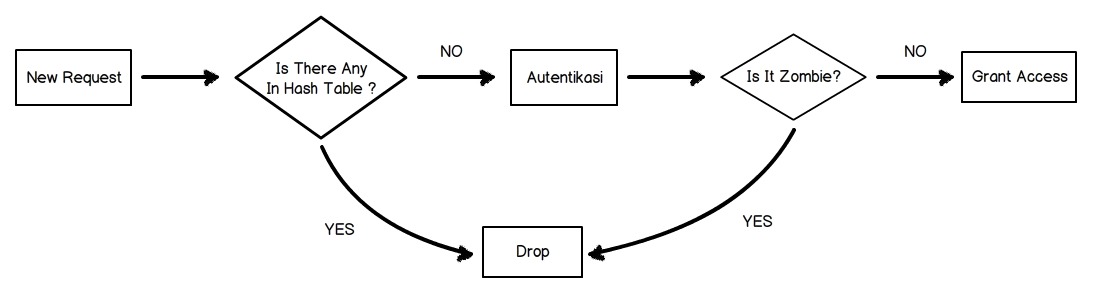 New Request
Is There Any
In Hash Table ?
NO
Autentikasi
Is It Zombie?
NO
Grant Access
YES
YES
Drop